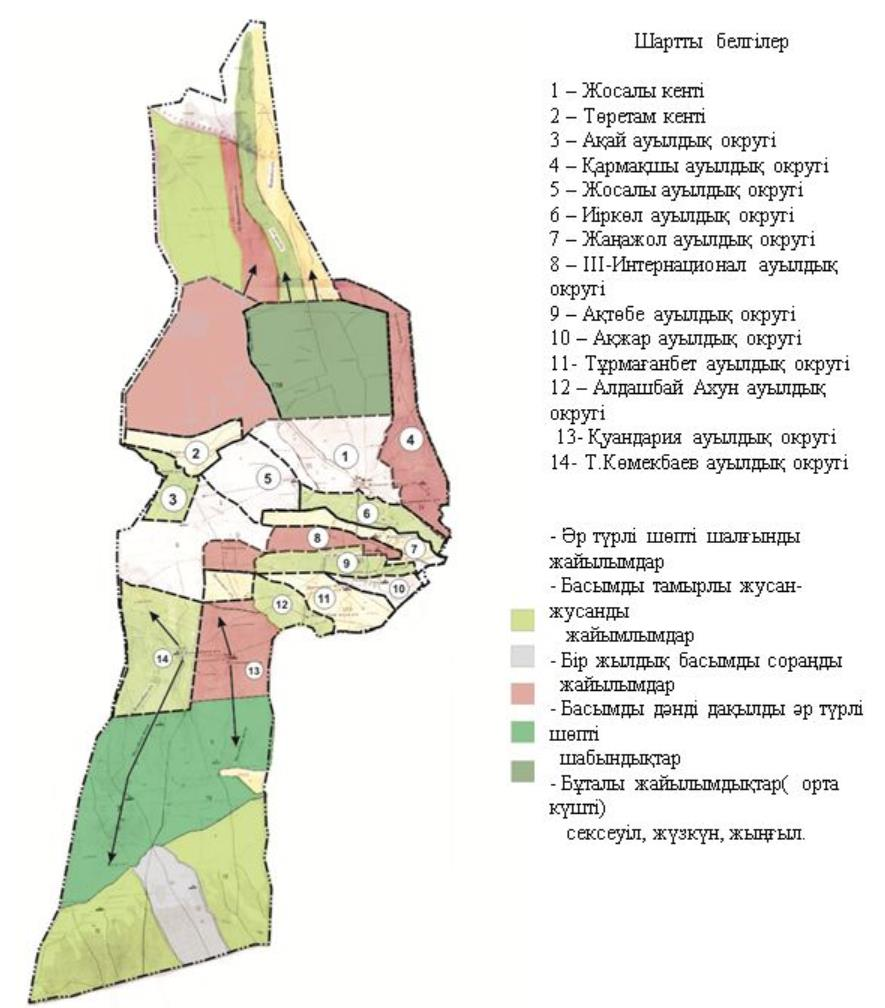 Шартты белгілер
1 – Жосалы кенті
2 – Төретам кенті
3 – Ақай ауылдық округі
4 – Қармақшы ауылдық округі
5 – Жосалы ауылдық округі
6 – Иіркөл ауылдық округі
7 – Жаңажол ауылдық округі
8 – III-Интернационал ауылдық
округі
9 – Ақтөбе ауылдық округі
10 – Ақжар ауылдық округі
11- Тұрмағанбет ауылдық округі
12 – Алдашбай Ахун ауылдық
округі
13- Қуандария ауылдық округі
14- Т.Көмекбаев ауылдық округі
- Әр түрлі шөпті шалғынды
жайылымдар
- Басымды тамырлы жусан-
жусанды
жайымлымдар
- Бір жылдық басымды сораңды
жайылымдар
- Басымды дәнді дақылды әр түрлі
шөпті
шабындықтар
- Бұталы жайылымдықтар( орта
күшті)
сексеуіл, жүзкүн, жыңғыл.
2
1
4
5
3
6
8
7
9
10
11
12
14
13